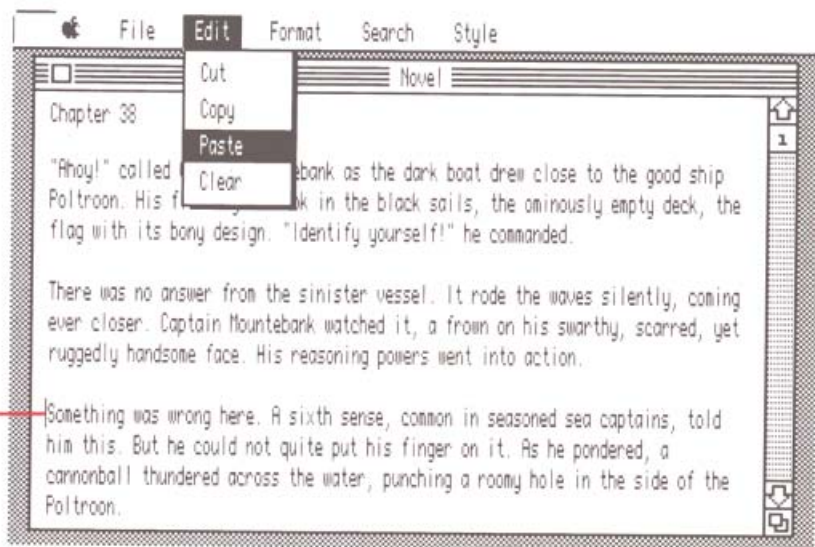 File Edit Format Search Style
Novel
Cut
Copy
Paste
Clear
Chapter 38
1
"Ahoy!" called ebank as the dark boat drew close to the good ship
Poltroon. His f k in the black sails, the ominously empty deck, the
flag with its bony design. "Identify yourself!" he commanded.
There was no answer from the sinister vessel. It rode the waves silently, coming
ever closer. Captain Mountebank watched it, a frown on his swarthy, scarred, yet
ruggedly handsome face. His reasoning powers went into action.
Something was wrong here. A sixth sense, common in seasoned sea captains, told
him this. But he could not quite put his finger on it. As he pondered, a
cannonball thundered across the water, punching a roomy hole in the side of the
Poltroon.